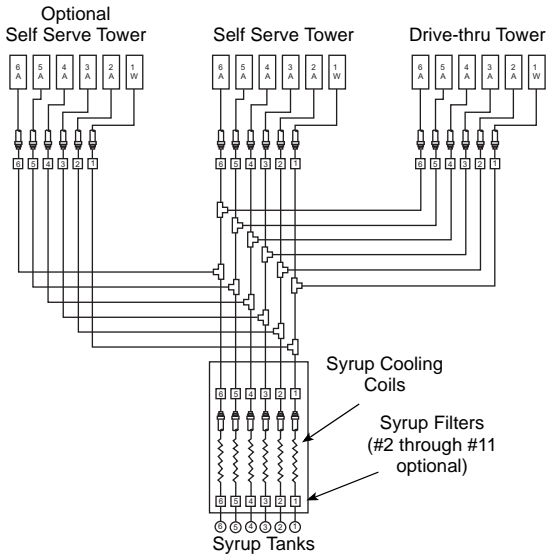 Optional
Self Serve Tower
Self Serve Tower
Drive-thru Tower
6 A 5 A 4 A 3 A 2 A 1 W
6 A 5 A 4 A 3 A 2 A 1 W
6 A 5 A 4 A 3 A 2 A 1 W
6 5 4 3 2 1
6 5 4 3 2 1
6 5 4 3 2 1
6 5 4 3 2 1
Syrup Cooling
Coils
Syrup Filters
(#2 through #11
optional)
6 5 4 3 2 1
6 5 4 3 2 1
Syrup Tanks